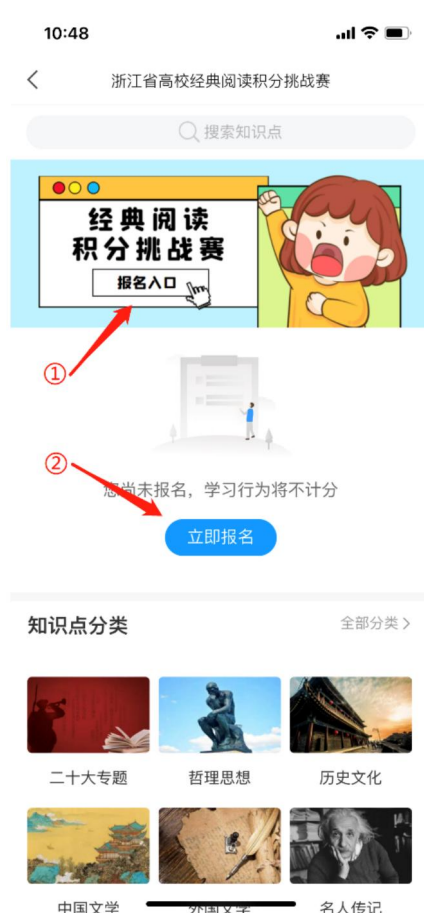 10:48
浙江省高校经典阅读积分挑战赛
搜索知识点
经典阅读
积分挑战赛
报名入口
①
②
您尚未报名，学习行为将不计分
立即报名
知识点分类
全部分类
二十大专题 哲理思想 历史文化
中国文学 外国文学 名人传记